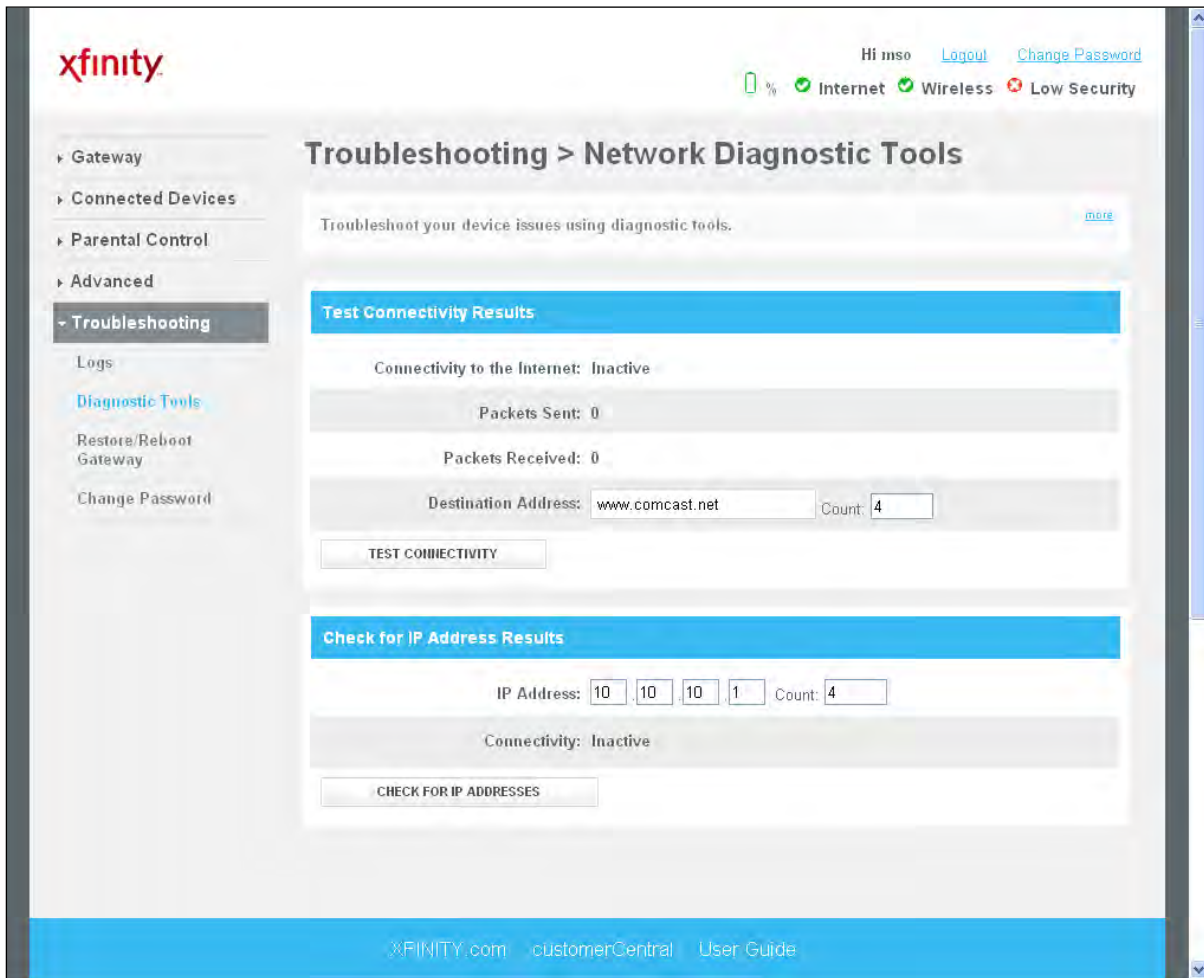 xfinity
Hi mso Logout Change Password
% Internet Wireless Low Security
Gateway
Connected Devices
Parental Control
Advanced
Troubleshooting
Logs
Diagnostic Tools
Restore/Reboot
Gateway
Change Password
Troubleshooting > Network Diagnostic Tools
Troubleshoot your device issues using diagnostic tools. more
Test Connectivity Results
Connectivity to the Internet: Inactive
Packets Sent: 0
Packets Received: 0
Destination Address: www.comcast.net Count: 4
TEST CONNECTIVITY
Check for IP Address Results
IP Address: 10 . 10 . 10 . 1 Count: 4
Connectivity: Inactive
CHECK FOR IP ADDRESSES
XFINITY.com customerCentral User Guide